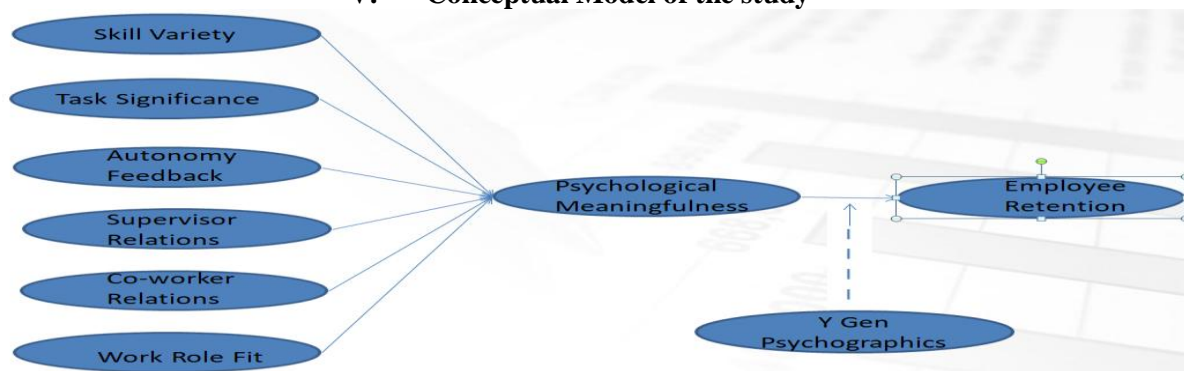 V. Conceptual Model of the study
Skill Variety
Task Significance
Autonomy
Feedback
Supervisor
Relations
Co-worker
Relations
Work Role Fit
Psychological
Meaningfulness
Employee
Retention
Y Gen
Psychographics